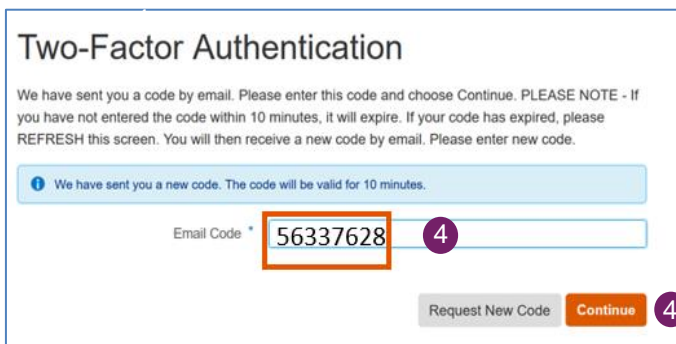 Two-Factor Authentication
We have sent you a code by email. Please enter this code and choose Continue. PLEASE NOTE - If
you have not entered the code within 10 minutes, it will expire. If your code has expired, please
REFRESH this screen. You will then receive a new code by email. Please enter new code.
We have sent you a new code. The code will be valid for 10 minutes.
Email Code * 56337628 4
Request New Code Continue 4